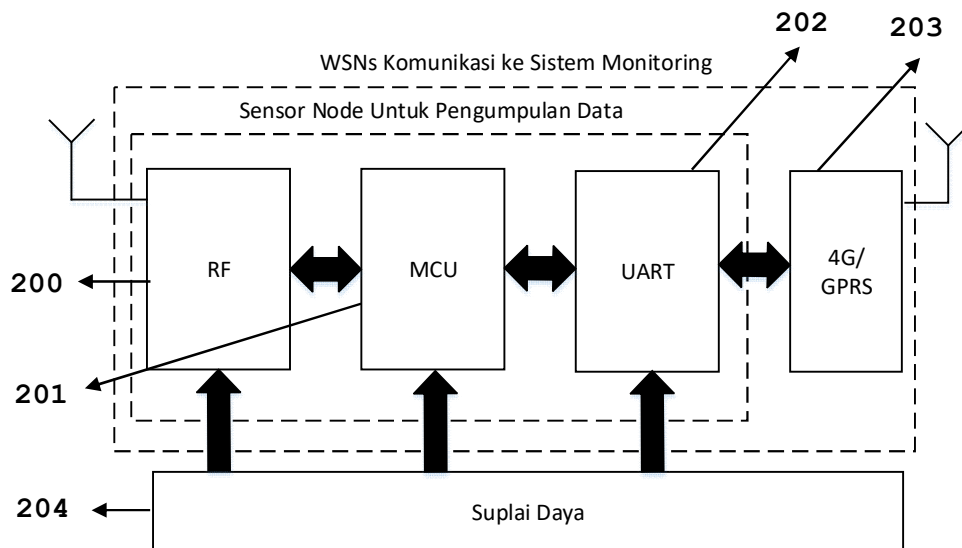 202
203
WSNs Komunikasi ke Sistem Monitoring
Sensor Node Untuk Pengumpulan Data
RF
MCU
UART
4G/
GPRS
200
201
204
Suplai Daya